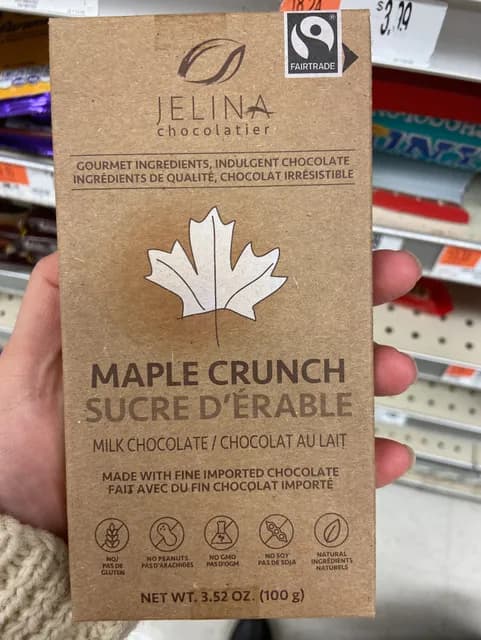 18.24
$3.79
FAIRTRADE
JELINA
chocolatier
GOURMET INGREDIENTS, INDULGENT CHOCOLATE
INGRÉDIENTS DE QUALITÉ, CHOCOLAT IRRÉSISTIBLE
MAPLE CRUNCH
SUCRE D'ÉRABLE
MILK CHOCOLATE / CHOCOLAT AU LAIT
MADE WITH FINE IMPORTED CHOCOLATE
FAIT AVEC DU FIN CHOCOLAT IMPORTÉ
NO/
PAS DE
GLUTEN
NO PEANUTS
PAS D'ARACHIDES
NO GMO
PAS D'OGM
NO SOY
PAS DE SOJA
NATURAL
INGREDIENTS
NATURELS
NET WT. 3.52 OZ. (100 g)